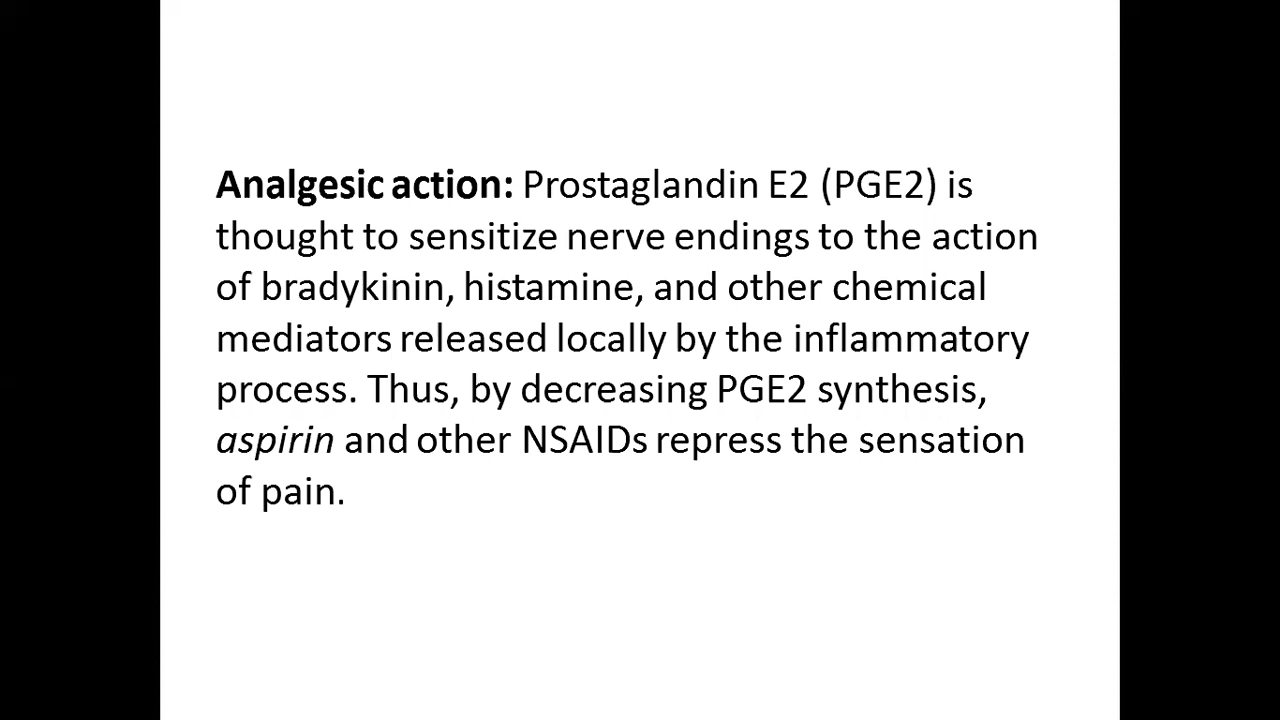 Analgesic action: Prostaglandin E2 (PGE2) is
thought to sensitize nerve endings to the action
of bradykinin, histamine, and other chemical
mediators released locally by the inflammatory
process. Thus, by decreasing PGE2 synthesis,
aspirin and other NSAIDs repress the sensation
of pain.